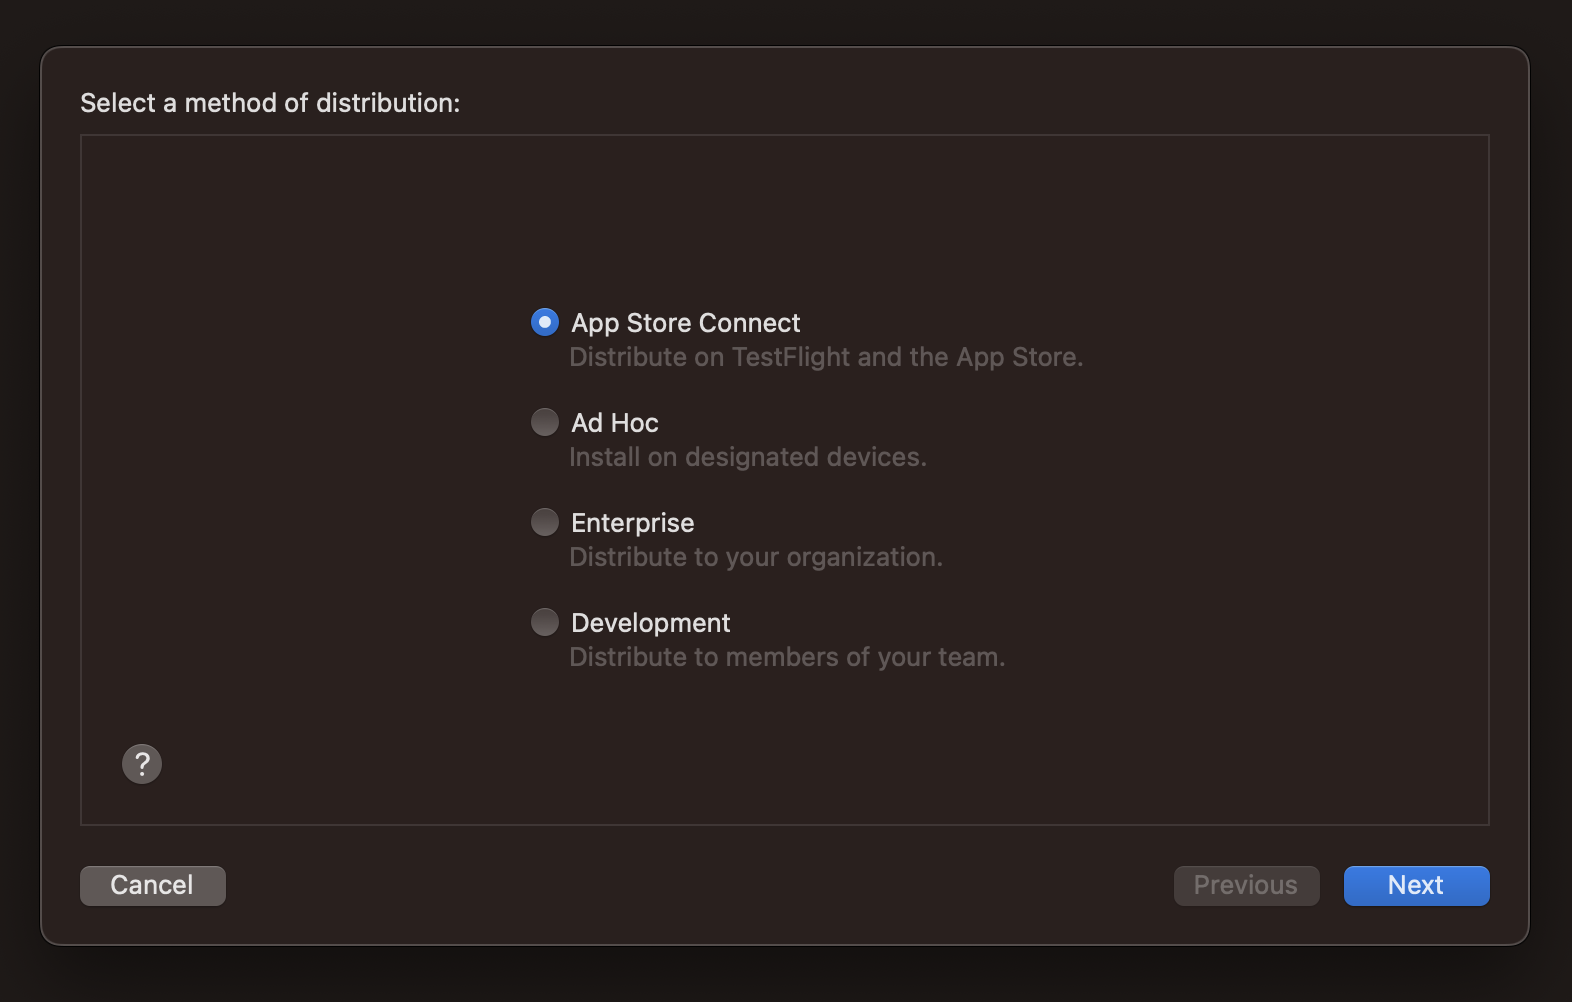 Select a method of distribution:
App Store Connect
Distribute on TestFlight and the App Store.
Ad Hoc
Install on designated devices.
Enterprise
Distribute to your organization.
Development
Distribute to members of your team.
?
Cancel
Previous
Next